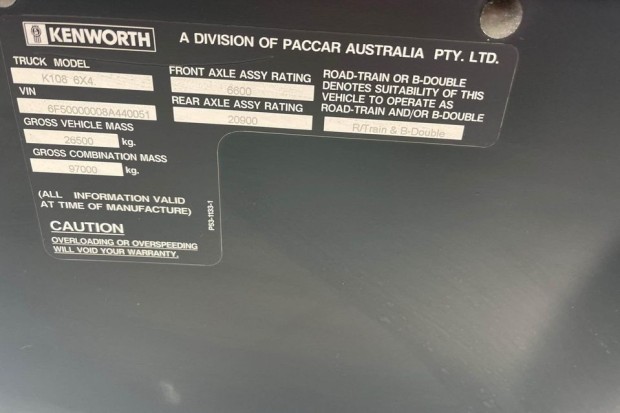 KENWORTH
A DIVISION OF PACCAR AUSTRALIA PTY. LTD.
TRUCK MODEL
K108 6X4
VIN
6F50000008A440051
GROSS VEHICLE MASS
26500 kg.
GROSS COMBINATION MASS
97000 kg.
(ALL INFORMATION VALID
AT TIME OF MANUFACTURE)
CAUTION
OVERLOADING OR OVERSPEEDING
WILL VOID YOUR WARRANTY.
FRONT AXLE ASSY RATING
6600
REAR AXLE ASSY RATING
20900
ROAD-TRAIN OR B-DOUBLE
DENOTES SUITABILITY OF THIS
VEHICLE TO OPERATE AS
ROAD-TRAIN AND/OR B-DOUBLE
R/Train & B-Double
P53-1133-1